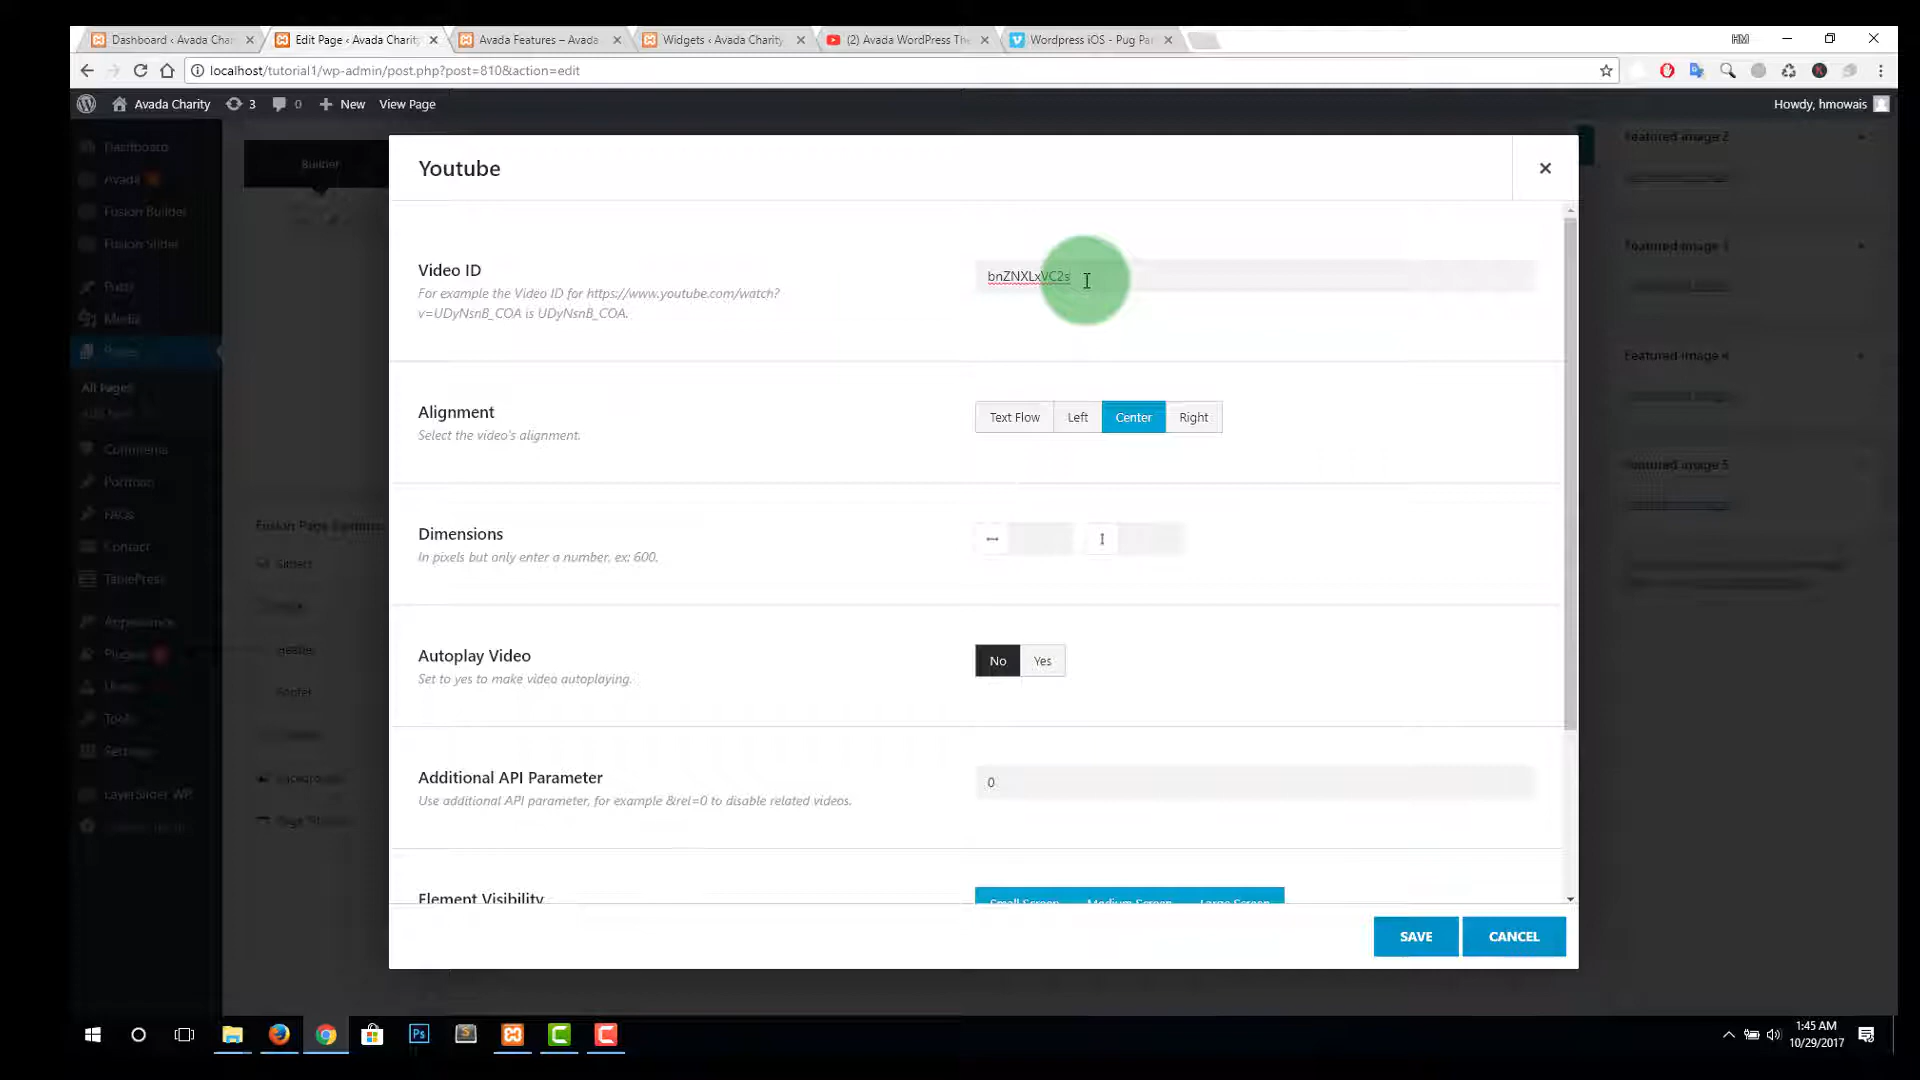 Dashboard ‹ Avada Cha
Edit Page ‹ Avada Charity
Avada Features – Avada
Widgets ‹ Avada Charity
(2) Avada WordPress The
Wordpress iOS - Pug Pa
HM
localhost/tutorial1/wp-admin/post.php?post=810&action=edit
Avada Charity
3
0
New
View Page
Howdy, hmowais
Dashboard
Avada
Fusion Builder
Fusion Slider
Posts
Media
Pages
All Pages
Add New
Comments
Portfolio
FAQs
Contact
TablePress
Appearance
Plugins
Users
Tools
Settings
LayerSlider WP
Builder
Fusion Page Options
Sliders
Header
Footer
Background
Featured image 2
Featured image 3
Featured image 4
Featured image 5
Youtube
Video ID
For example the Video ID for https://www.youtube.com/watch?
v=UDyNsnB_COA is UDyNsnB_COA.
bnZNXLxVC2s
Alignment
Select the video's alignment.
Text Flow
Left
Center
Right
Dimensions
In pixels but only enter a number, ex: 600.
Autoplay Video
Set to yes to make video autoplaying.
No
Yes
Additional API Parameter
Use additional API parameter, for example &rel=0 to disable related videos.
0
Element Visibility
Small Screen
Medium Screen
Large Screen
SAVE
CANCEL
1:45 AM
10/29/2017